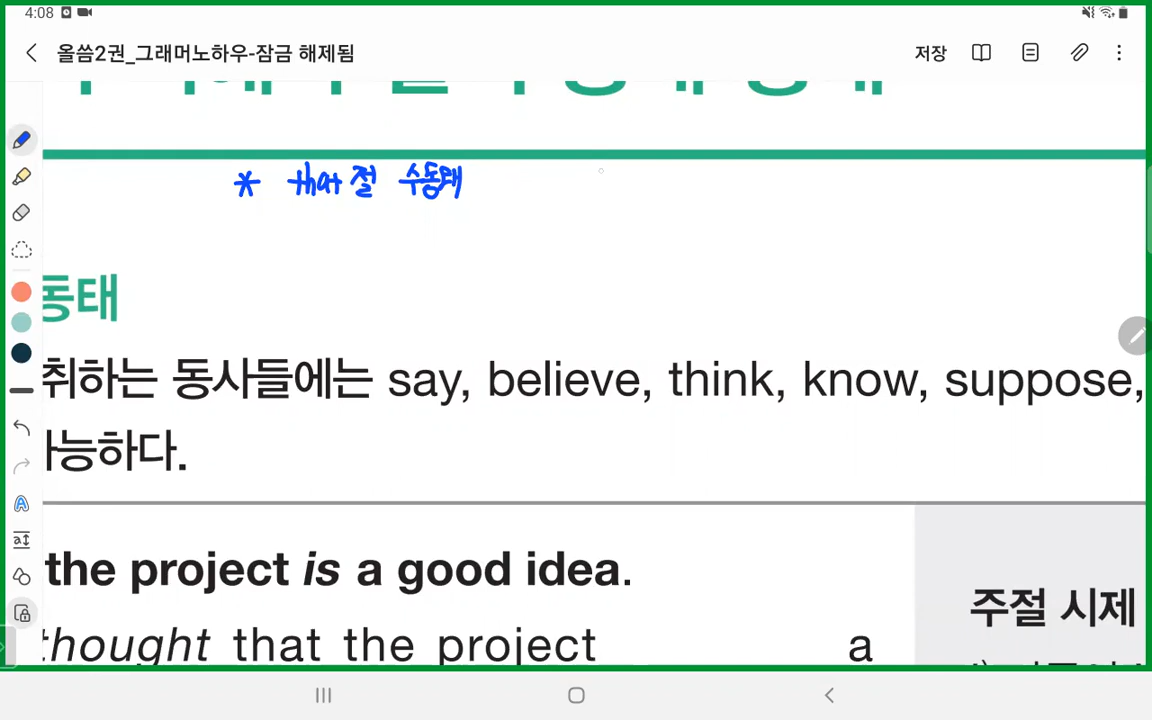 4:08
올씀2권_그래머노하우-잠금 해제됨
저장
* that절 수동태
동태
취하는 동사들에는 say, believe, think, know, suppose,
능하다.
the project is a good idea.
주절 시제
thought that the project a